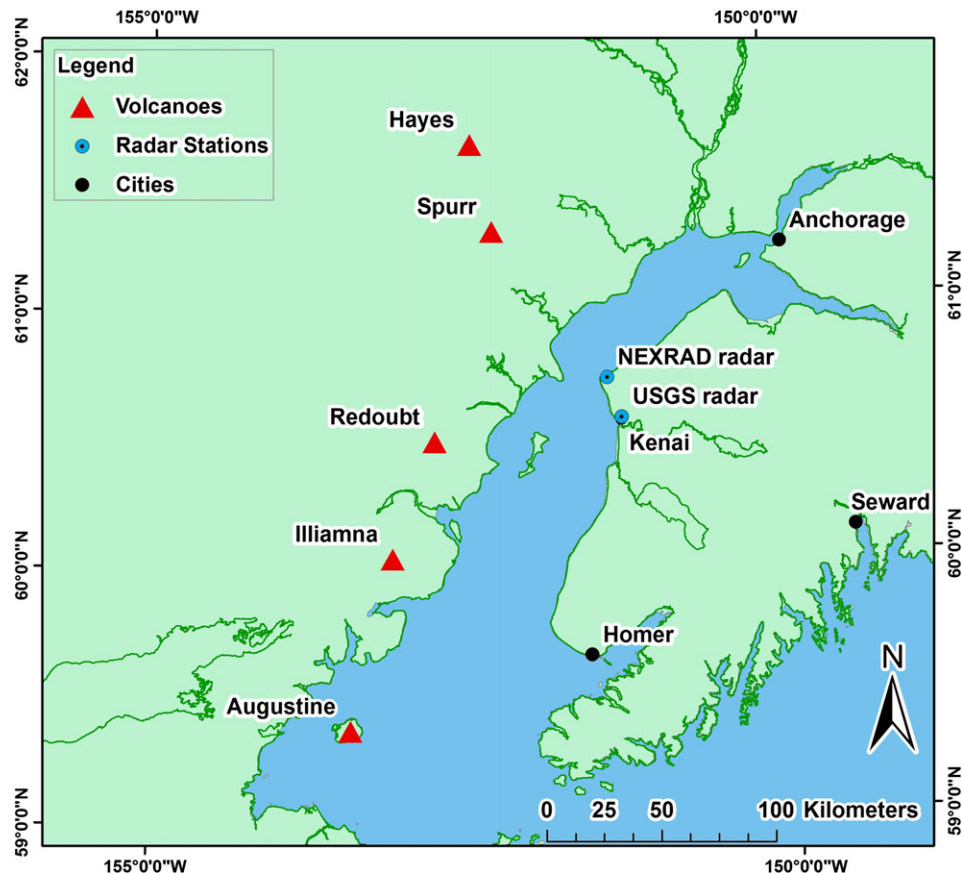 155°0'0"W
150°0'0"W
62°0'0"N
Legend
Volcanoes
Radar Stations
Cities
Hayes
Spurr
Anchorage
61°0'0"N
61°0'0"N
NEXRAD radar
USGS radar
Redoubt
Kenai
Seward
Illiamna
60°0'0"N
60°0'0"N
Homer
N
Augustine
0 25 50 100 Kilometers
59°0'0"N
59°0'0"N
155°0'0"W
150°0'0"W